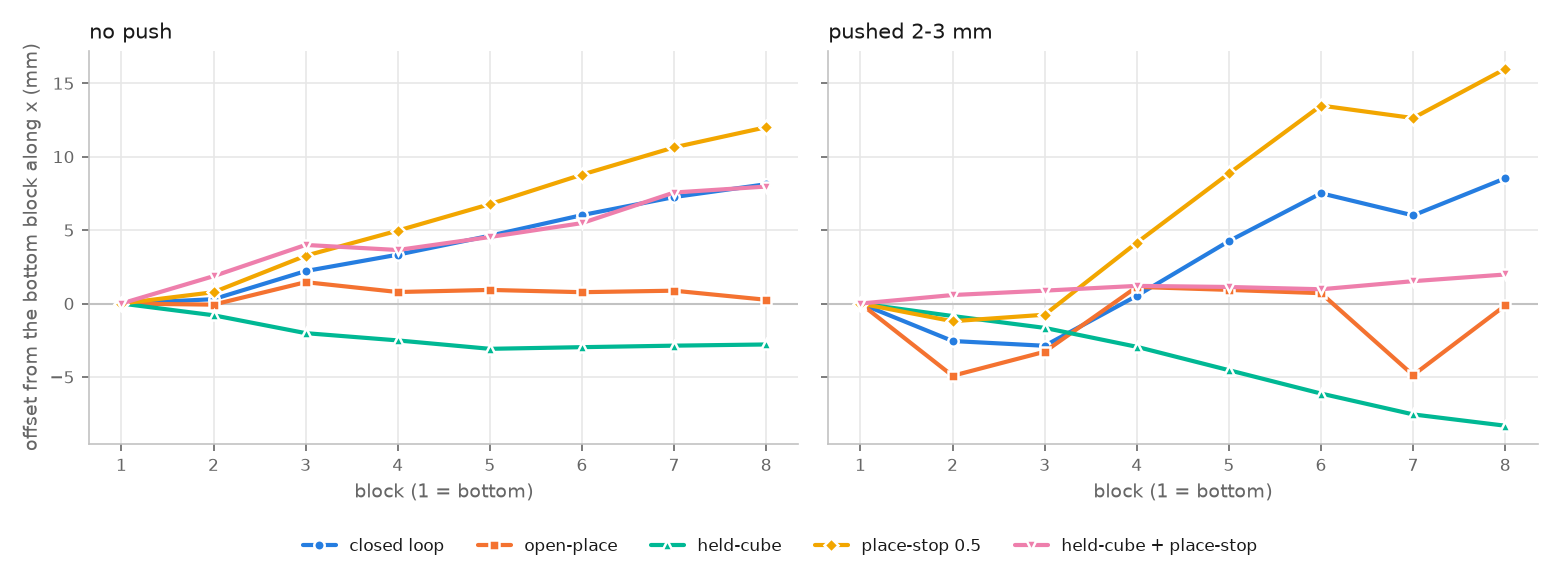 no push
pushed 2-3 mm
offset from the bottom block along x (mm)
15
10
5
0
−5
1 2 3 4 5 6 7 8
1 2 3 4 5 6 7 8
block (1 = bottom)
block (1 = bottom)
closed loop
open-place
held-cube
place-stop 0.5
held-cube + place-stop